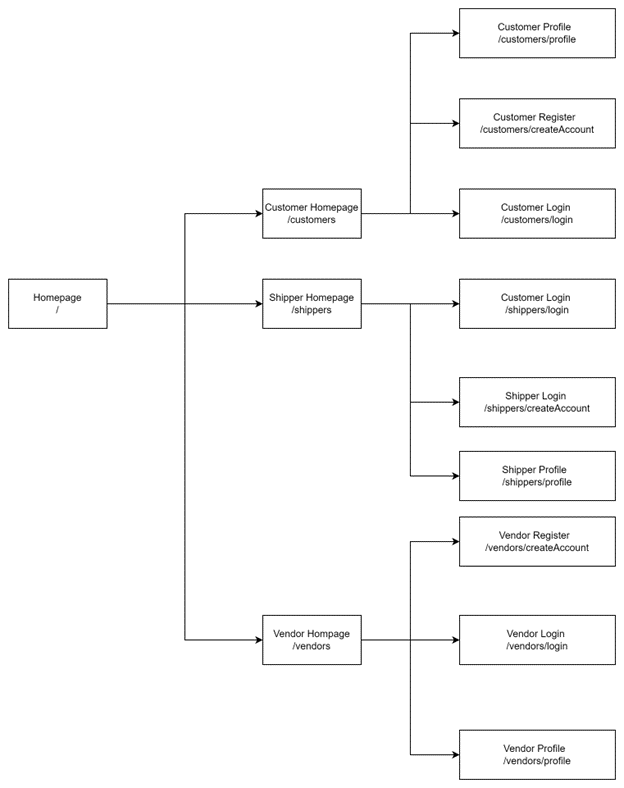 Customer Profile
/customers/profile
Customer Register
/customers/createAccount
Customer Homepage
/customers
Customer Login
/customers/login
Homepage
/
Shipper Homepage
/shippers
Customer Login
/shippers/login
Shipper Login
/shippers/createAccount
Shipper Profile
/shippers/profile
Vendor Register
/vendors/createAccount
Vendor Hompage
/vendors
Vendor Login
/vendors/login
Vendor Profile
/vendors/profile